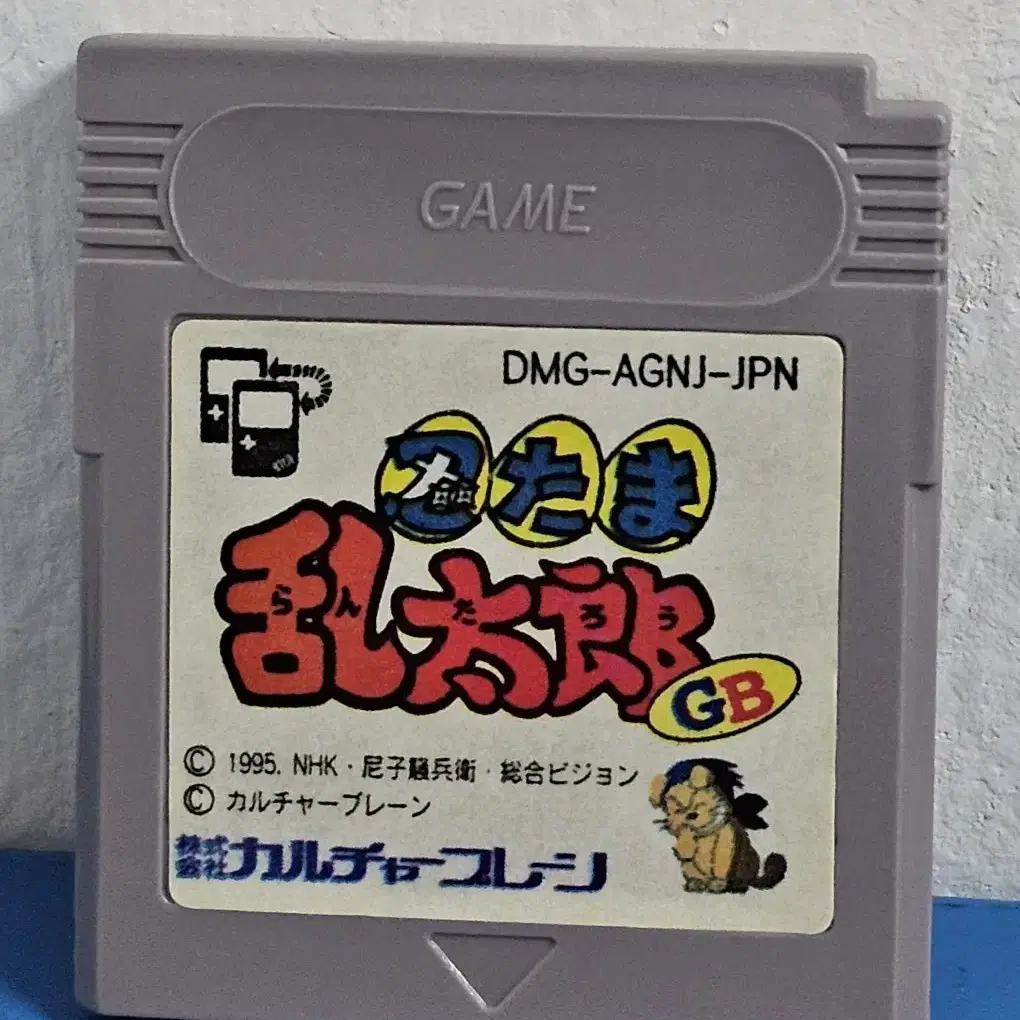 GAME
DMG-AGNJ-JPN
忍たま
乱太郎
らんたろう
GB
© 1995. NHK・尼子騒兵衛・総合ビジョン
© カルチャーブレーン
株式会社カルチャーブレーン